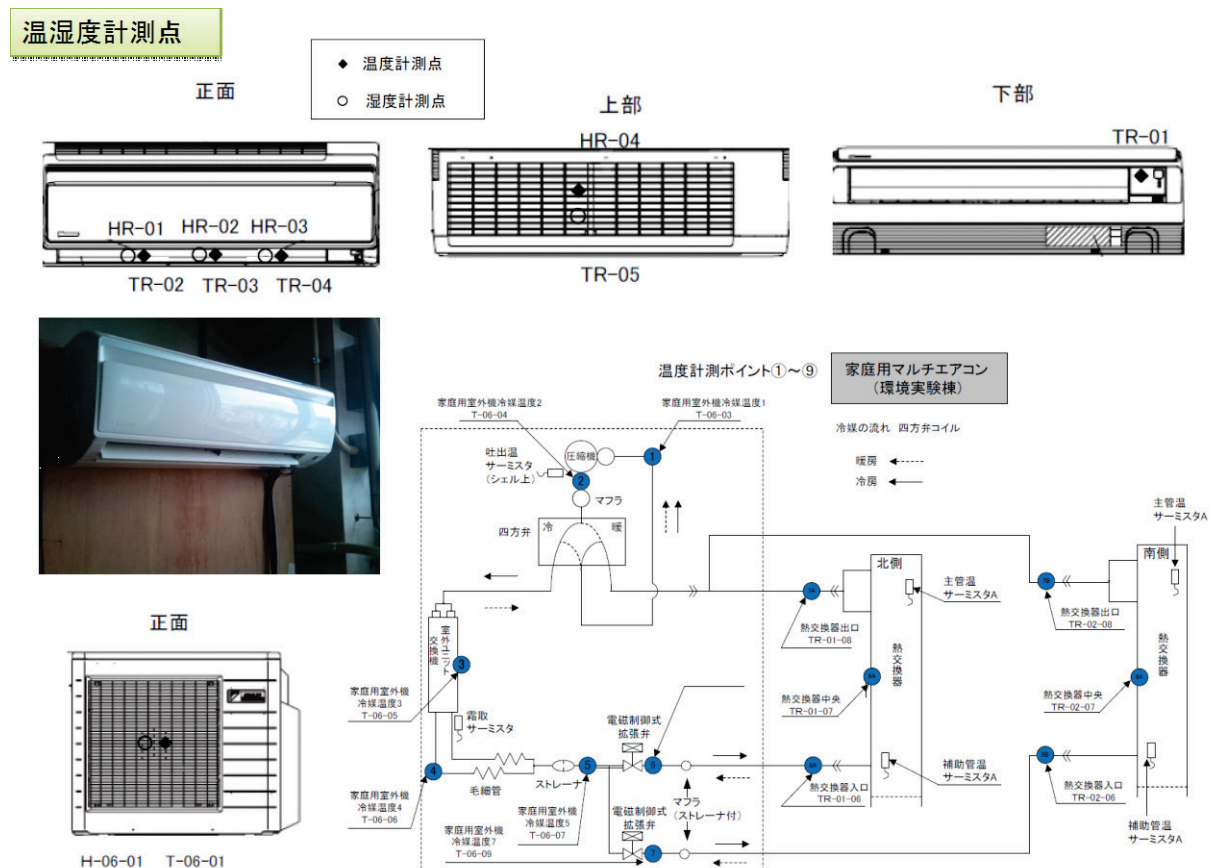 温湿度計測点
◆ 温度計測点
○ 湿度計測点
正面
上部
下部
HR-04
TR-01
HR-01 HR-02 HR-03
TR-02 TR-03 TR-04
TR-05
温度計測ポイント①～⑨
家庭用マルチエアコン
（環境実験棟）
家庭用室外機冷媒温度2
T-06-04
家庭用室外機冷媒温度1
T-06-03
冷媒の流れ 四方弁コイル
暖房
冷房
吐出温
サーミスタ
（シェル上）
圧縮機
1
2
マフラ
四方弁
冷
暖
主管温
サーミスタA
北側
南側
主管温
サーミスタA
熱交換器出口
TR-01-08
熱交換器出口
TR-02-08
正面
室外ユニット
交換機
3
家庭用室外機
冷媒温度3
T-06-05
熱交換器
熱交換器
熱交換器中央
TR-01-07
熱交換器中央
TR-02-07
霜取
サーミスタ
電磁制御式
拡張弁
4
5
6
毛細管
ストレーナ
家庭用室外機
冷媒温度4
T-06-06
家庭用室外機
冷媒温度5
T-06-07
マフラ
（ストレーナ付）
熱交換器入口
TR-01-06
補助管温
サーミスタA
熱交換器入口
TR-02-06
電磁制御式
拡張弁
家庭用室外機
冷媒温度7
T-06-09
7
補助管温
サーミスタA
H-06-01 T-06-01